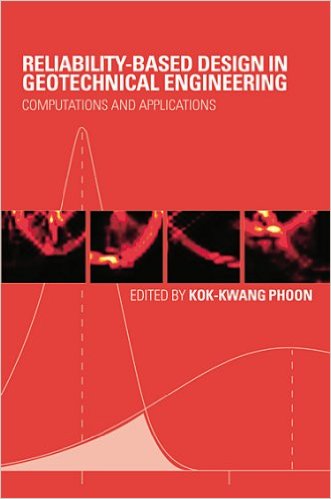 RELIABILITY-BASED DESIGN IN
GEOTECHNICAL ENGINEERING
COMPUTATIONS AND APPLICATIONS
EDITED BY KOK-KWANG PHOON